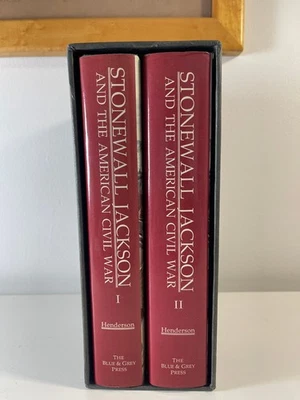 STONEWALL JACKSON
AND THE AMERICAN CIVIL WAR
I
Henderson
THE
BLUE & GREY
PRESS
STONEWALL JACKSON
AND THE AMERICAN CIVIL WAR
II
Henderson
THE
BLUE & GREY
PRESS